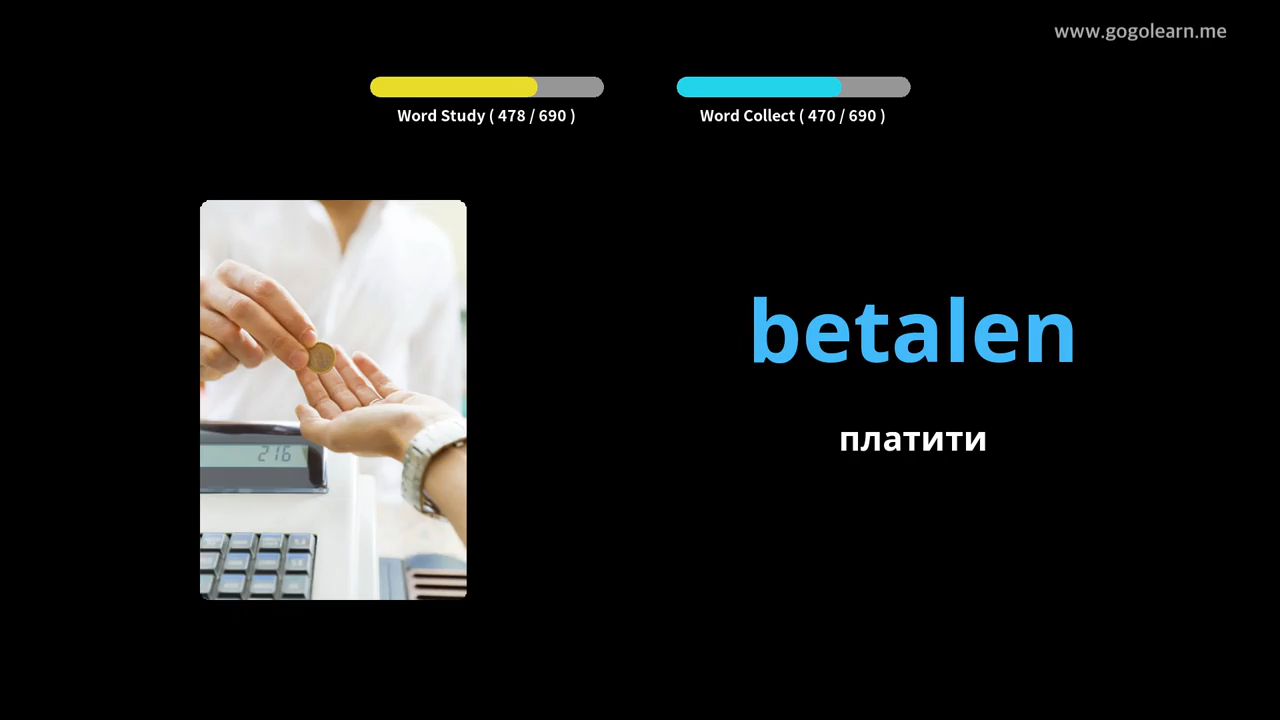 www.gogolearn.me
Word Study ( 478 / 690 )
Word Collect ( 470 / 690 )
216
betalen
платити